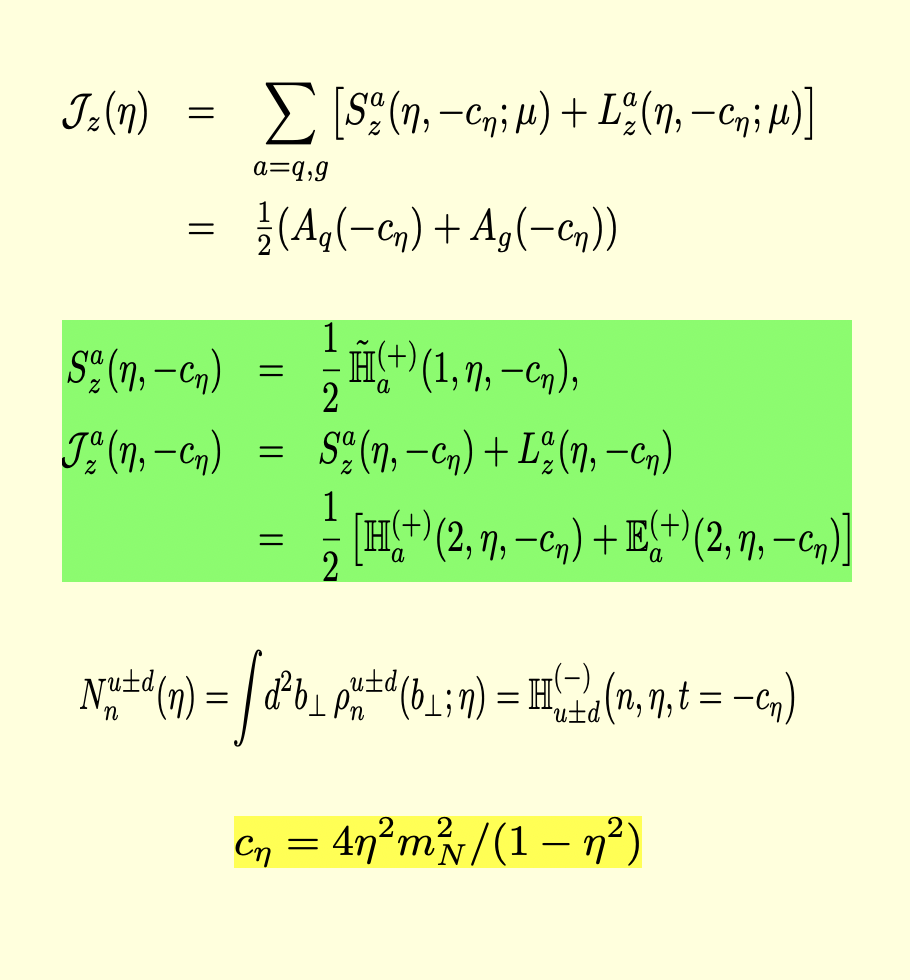 𝒥_z(η) = ∑_{a=q,g} [S_z^a(η, −c_η; μ) + L_z^a(η, −c_η; μ)]
= ½(A_q(−c_η) + A_g(−c_η))
S_z^a(η, −c_η) = 1/2 ℍ̃_a^{(+)}(1, η, −c_η),
𝒥_z^a(η, −c_η) = S_z^a(η, −c_η) + L_z^a(η, −c_η)
= 1/2 [ℍ_a^{(+)}(2, η, −c_η) + 𝔼_a^{(+)}(2, η, −c_η)]
N_n^{u±d}(η) = ∫ d²b_⊥ ρ_n^{u±d}(b_⊥; η) = ℍ_{u±d}^{(−)}(n, η, t = −c_η)
c_η = 4η²m_N²/(1 − η²)